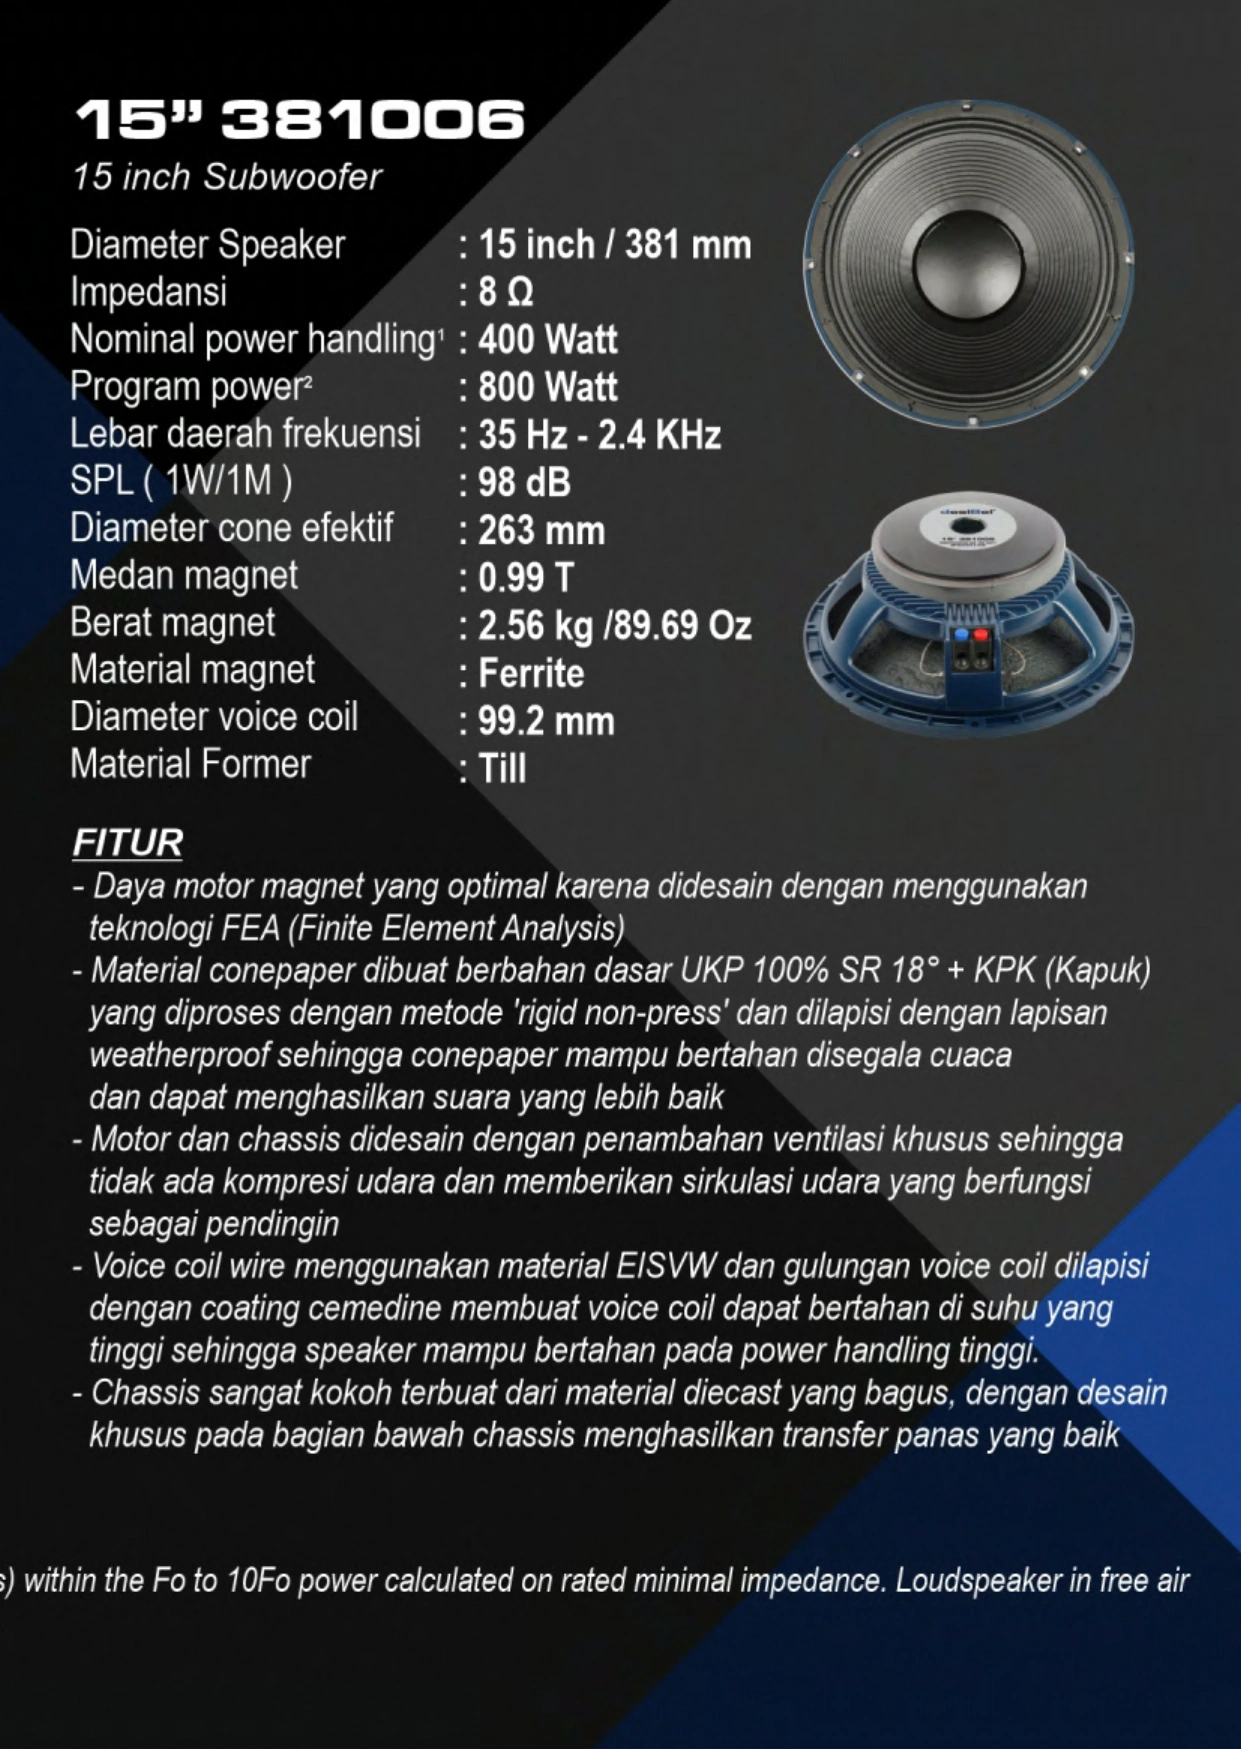 15” 381006
15 inch Subwoofer
Diameter Speaker : 15 inch / 381 mm
Impedansi : 8 Ω
Nominal power handling¹ : 400 Watt
Program power² : 800 Watt
Lebar daerah frekuensi : 35 Hz - 2.4 KHz
SPL ( 1W/1M ) : 98 dB
Diameter cone efektif : 263 mm
Medan magnet : 0.99 T
Berat magnet : 2.56 kg /89.69 Oz
Material magnet : Ferrite
Diameter voice coil : 99.2 mm
Material Former : Till
15" 381006
FITUR
- Daya motor magnet yang optimal karena didesain dengan menggunakan
teknologi FEA (Finite Element Analysis)
- Material conepaper dibuat berbahan dasar UKP 100% SR 18° + KPK (Kapuk)
yang diproses dengan metode 'rigid non-press' dan dilapisi dengan lapisan
weatherproof sehingga conepaper mampu bertahan disegala cuaca
dan dapat menghasilkan suara yang lebih baik
- Motor dan chassis didesain dengan penambahan ventilasi khusus sehingga
tidak ada kompresi udara dan memberikan sirkulasi udara yang berfungsi
sebagai pendingin
- Voice coil wire menggunakan material EISVW dan gulungan voice coil dilapisi
dengan coating cemedine membuat voice coil dapat bertahan di suhu yang
tinggi sehingga speaker mampu bertahan pada power handling tinggi.
- Chassis sangat kokoh terbuat dari material diecast yang bagus, dengan desain
khusus pada bagian bawah chassis menghasilkan transfer panas yang baik
s) within the Fo to 10Fo power calculated on rated minimal impedance. Loudspeaker in free air